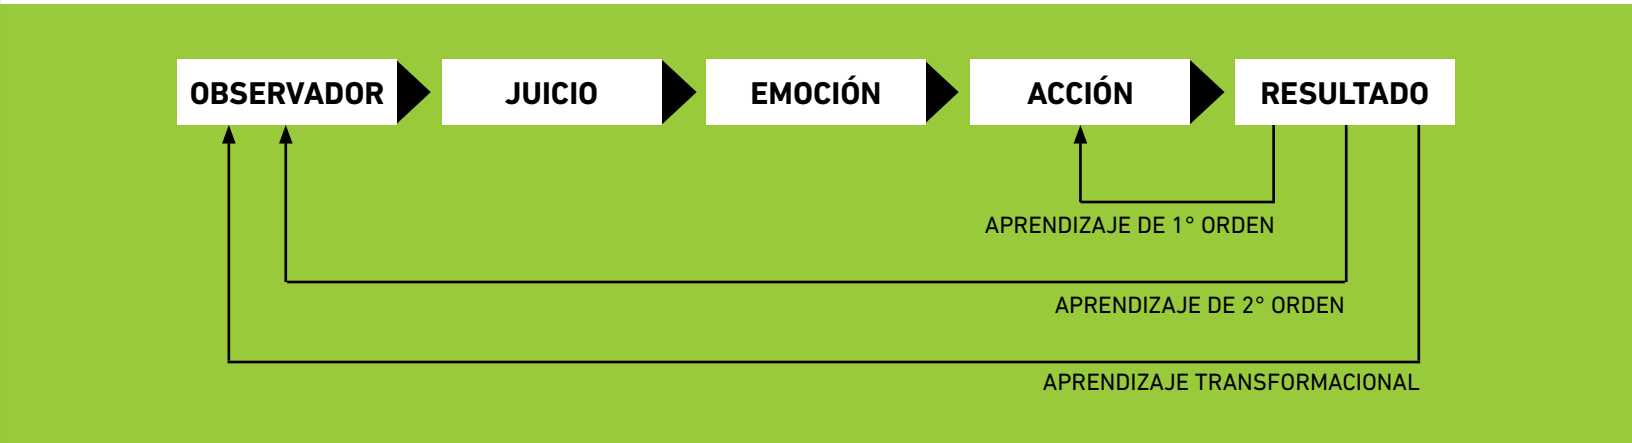 OBSERVADOR
JUICIO
EMOCIÓN
ACCIÓN
RESULTADO
APRENDIZAJE DE 1° ORDEN
APRENDIZAJE DE 2° ORDEN
APRENDIZAJE TRANSFORMACIONAL